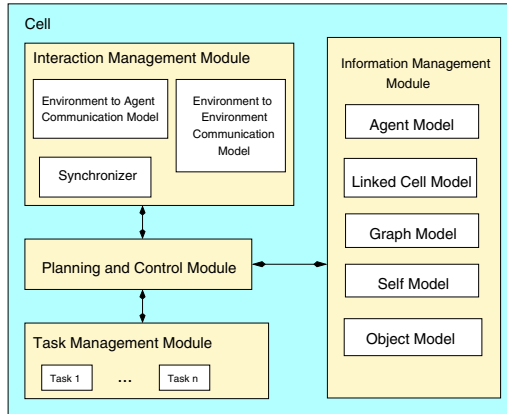 Cell
Interaction Management Module
Environment to Agent
Communication Model
Environment to
Environment
Communication
Model
Synchronizer
Planning and Control Module
Task Management Module
Task 1
...
Task n
Information Management
Module
Agent Model
Linked Cell Model
Graph Model
Self Model
Object Model